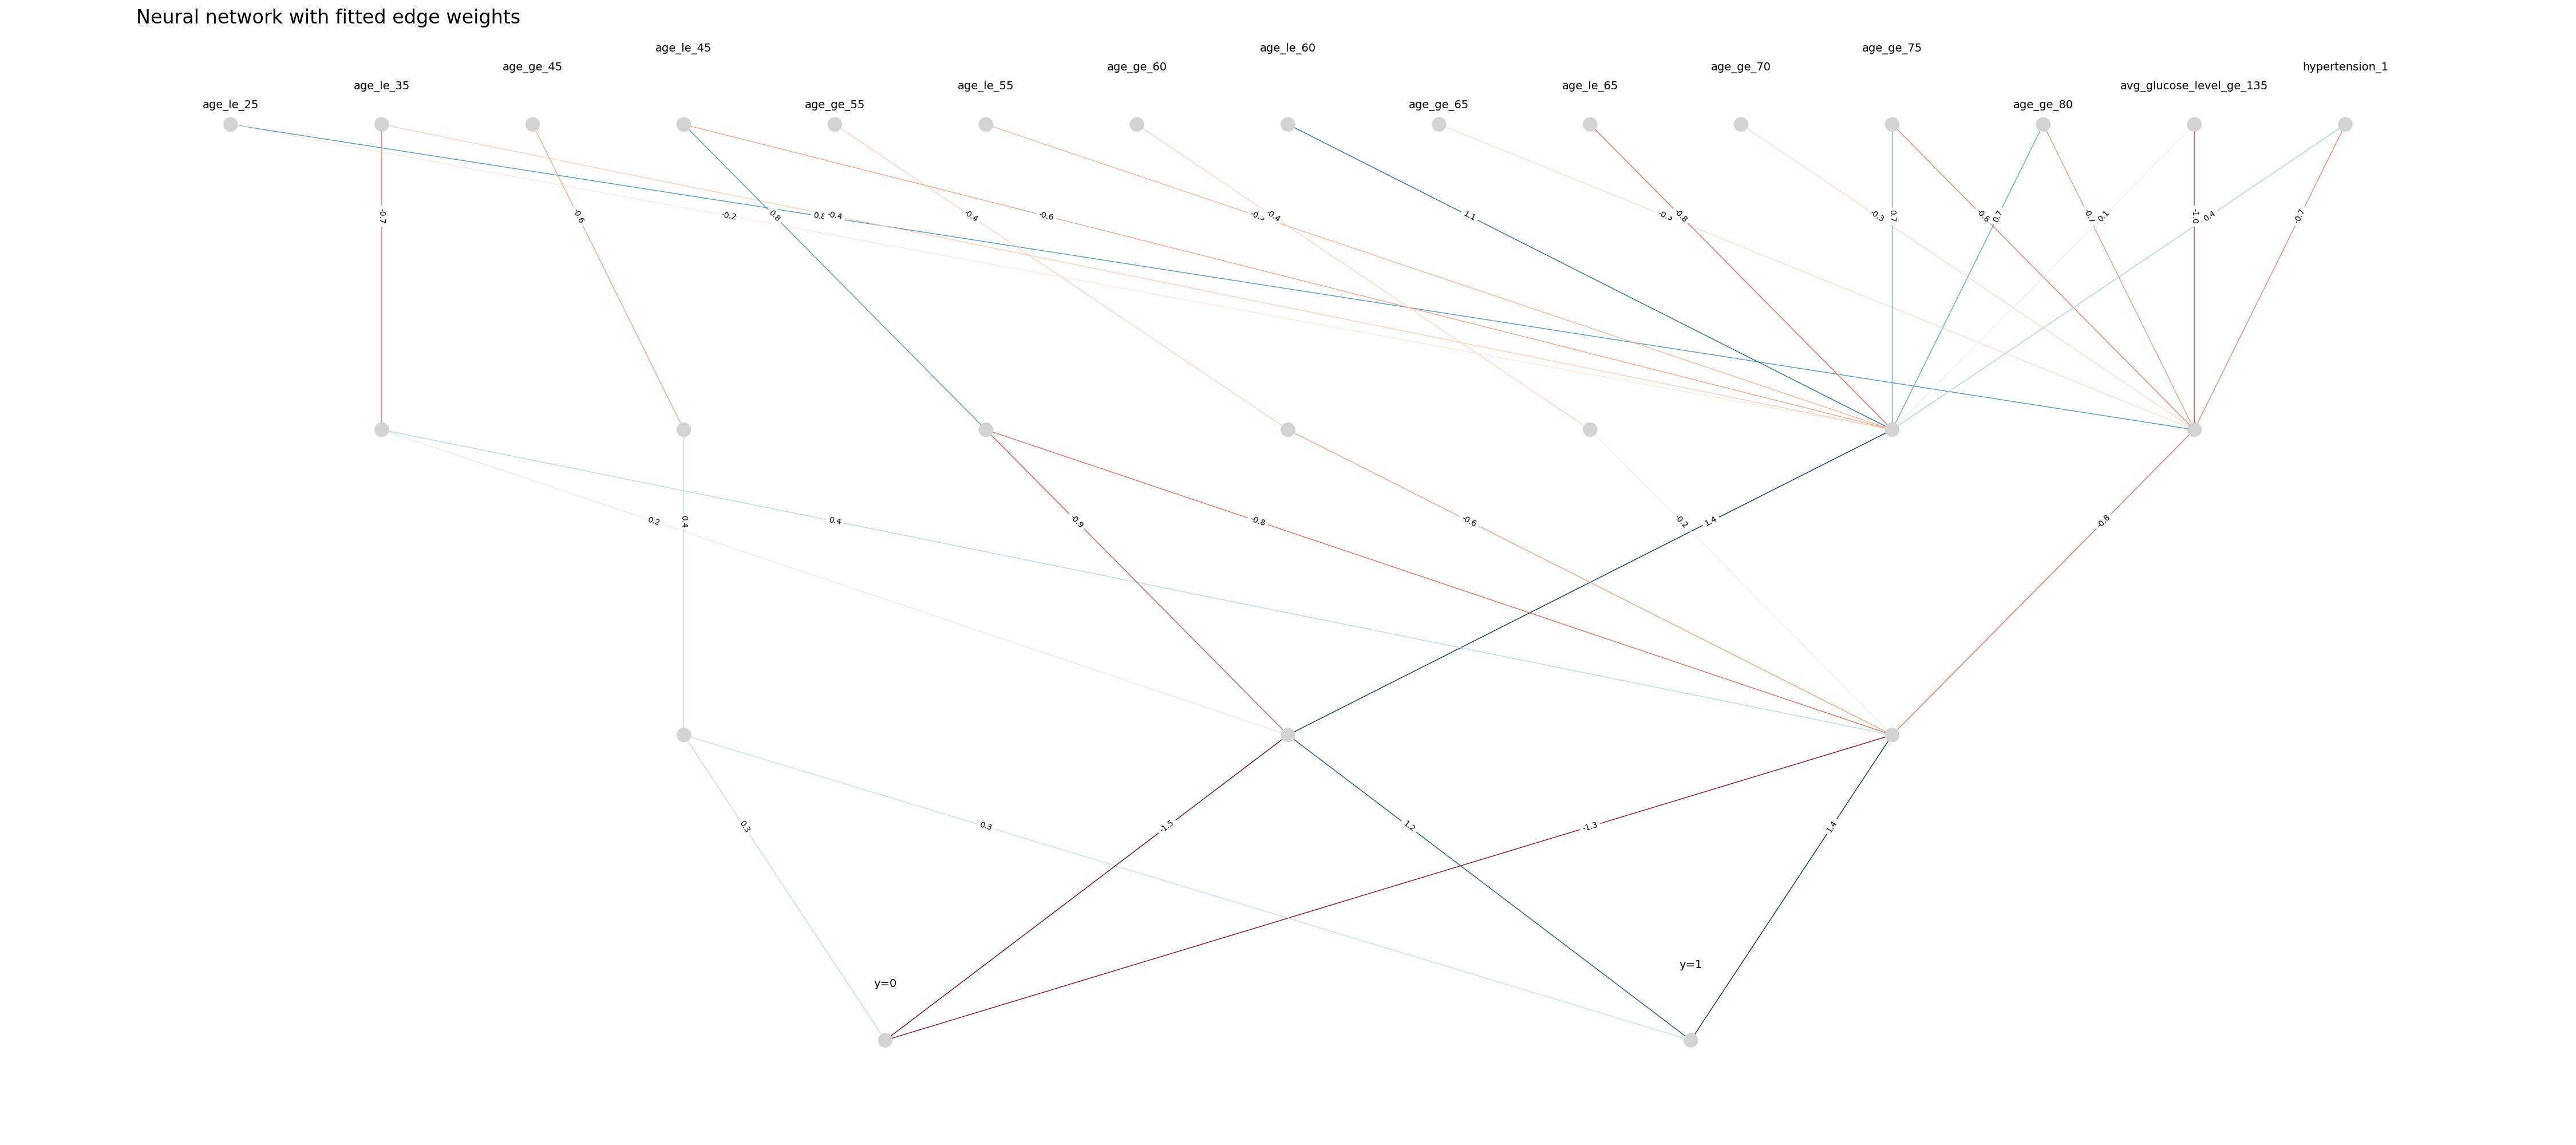 Neural network with fitted edge weights
age_le_45
age_le_60
age_ge_75
age_ge_45
age_ge_60
age_ge_70
hypertension_1
age_le_35
age_le_55
age_le_65
avg_glucose_level_ge_135
age_le_25
age_ge_55
age_ge_65
age_ge_80
-0.7
-0.6
-0.2
0.8
-0.4
-0.4
-0.6
-0.4
1.1
-0.3
-0.8
-0.3
0.7
-0.8
0.7
-0.7
0.1
-1.0
0.4
-0.7
0.2
0.4
0.4
-0.9
-0.8
-0.6
-0.2
1.4
-0.8
0.3
0.3
-1.5
1.2
-1.3
1.4
y=1
y=0